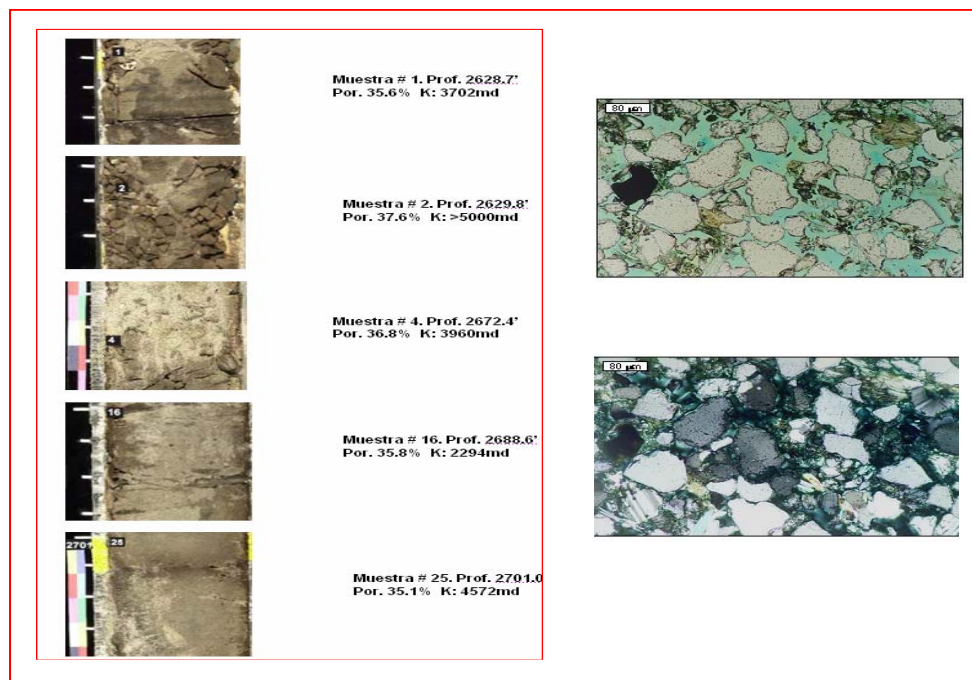 1
Muestra # 1. Prof. 2628.7'
Por. 35.6% K: 3702md
2
Muestra # 2. Prof. 2629.8'
Por. 37.6% K: >5000md
4
Muestra # 4. Prof. 2672.4'
Por. 36.8% K: 3960md
16
Muestra # 16. Prof. 2688.6'
Por. 35.8% K: 2294md
2701
25
Muestra # 25. Prof. 2701.0
Por. 35.1% K: 4572md
80 µm
80 µm